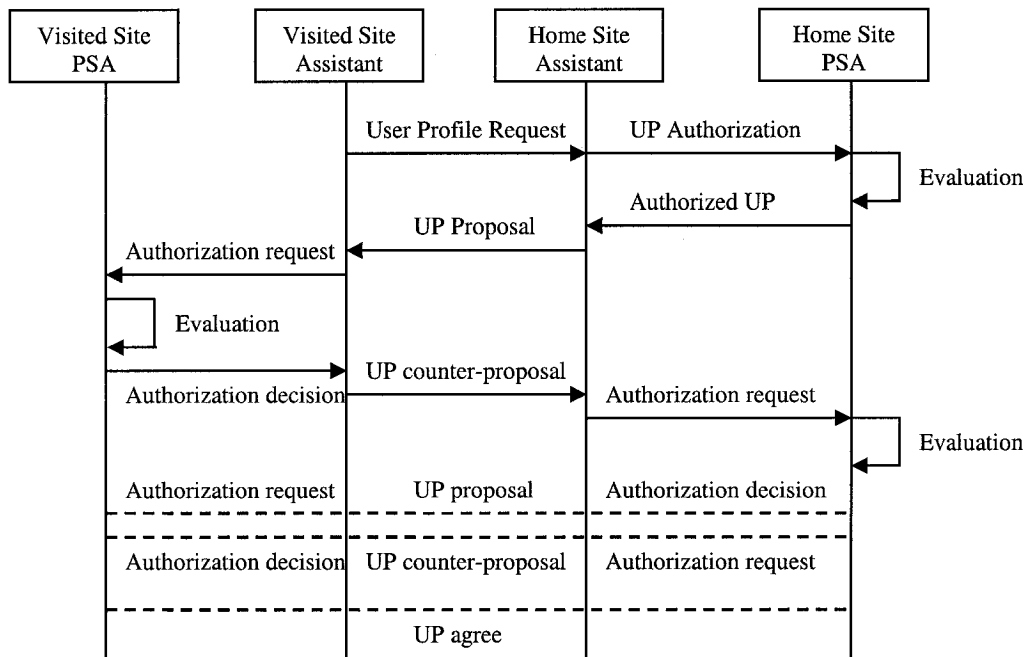 Visited Site
PSA
Visited Site
Assistant
Home Site
Assistant
Home Site
PSA
User Profile Request
UP Authorization
Evaluation
Authorized UP
UP Proposal
Authorization request
Evaluation
UP counter-proposal
Authorization decision
Authorization request
Evaluation
Authorization request
UP proposal
Authorization decision
Authorization decision
UP counter-proposal
Authorization request
UP agree